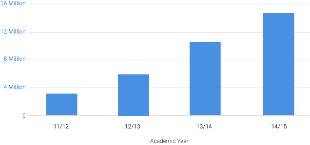 16 Million
12 Million
8 Million
4 Million
0
11/12 12/13 13/14 14/15
Academic Year